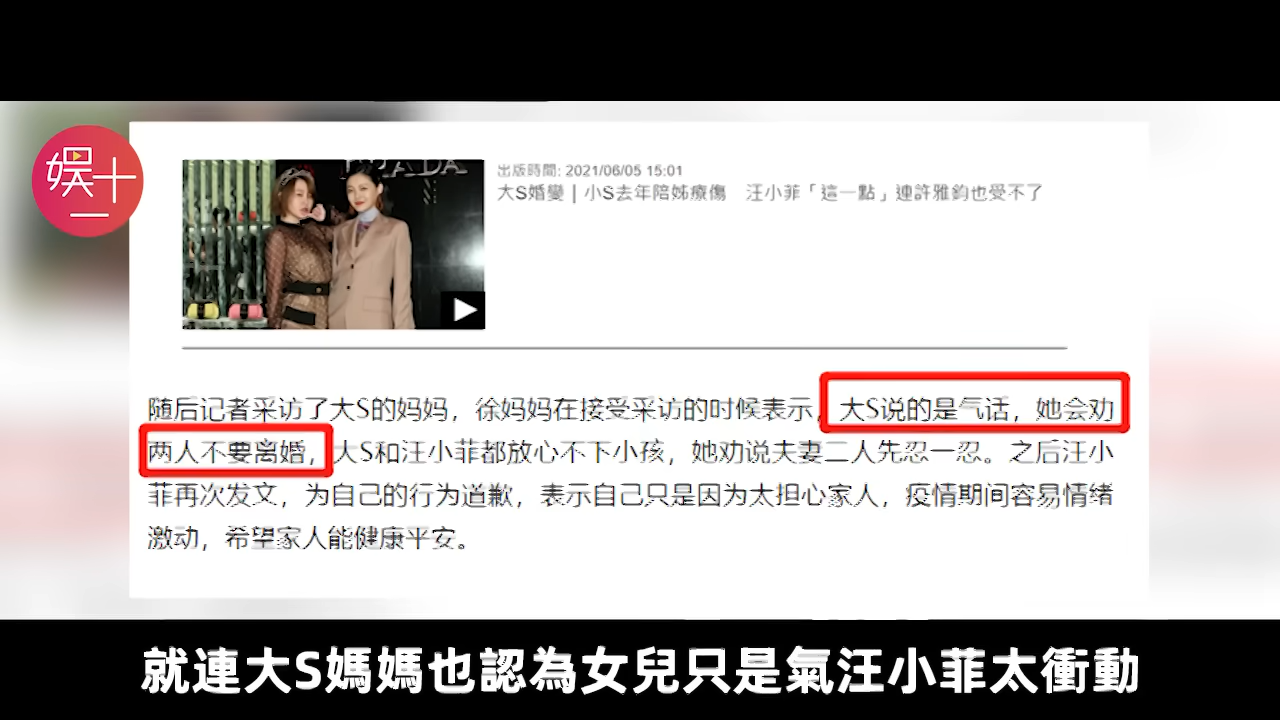 娱十一
PRADA
出版時間: 2021/06/05 15:01
大S婚變｜小S去年陪姊療傷 汪小菲「這一點」連許雅鈞也受不了
随后记者采访了大S的妈妈，徐妈妈在接受采访的时候表示，大S说的是气话，她会劝
两人不要离婚，大S和汪小菲都放心不下小孩，她劝说夫妻二人先忍一忍。之后汪小
菲再次发文，为自己的行为道歉，表示自己只是因为太担心家人，疫情期间容易情绪
激动，希望家人能健康平安。
就連大S媽媽也認為女兒只是氣汪小菲太衝動